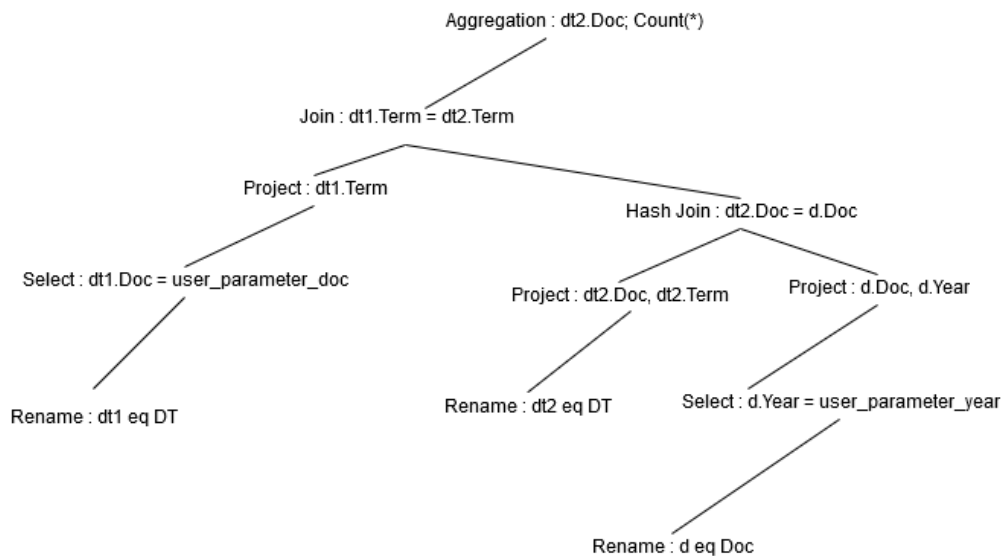 Aggregation : dt2.Doc; Count(*)
Join : dt1.Term = dt2.Term
Project : dt1.Term
Hash Join : dt2.Doc = d.Doc
Select : dt1.Doc = user_parameter_doc
Project : dt2.Doc, dt2.Term
Project : d.Doc, d.Year
Rename : dt1 eq DT
Rename : dt2 eq DT
Select : d.Year = user_parameter_year
Rename : d eq Doc